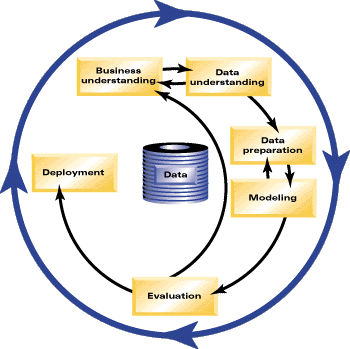 Business
understanding
Data
understanding
Data
preparation
Modeling
Evaluation
Deployment
Data